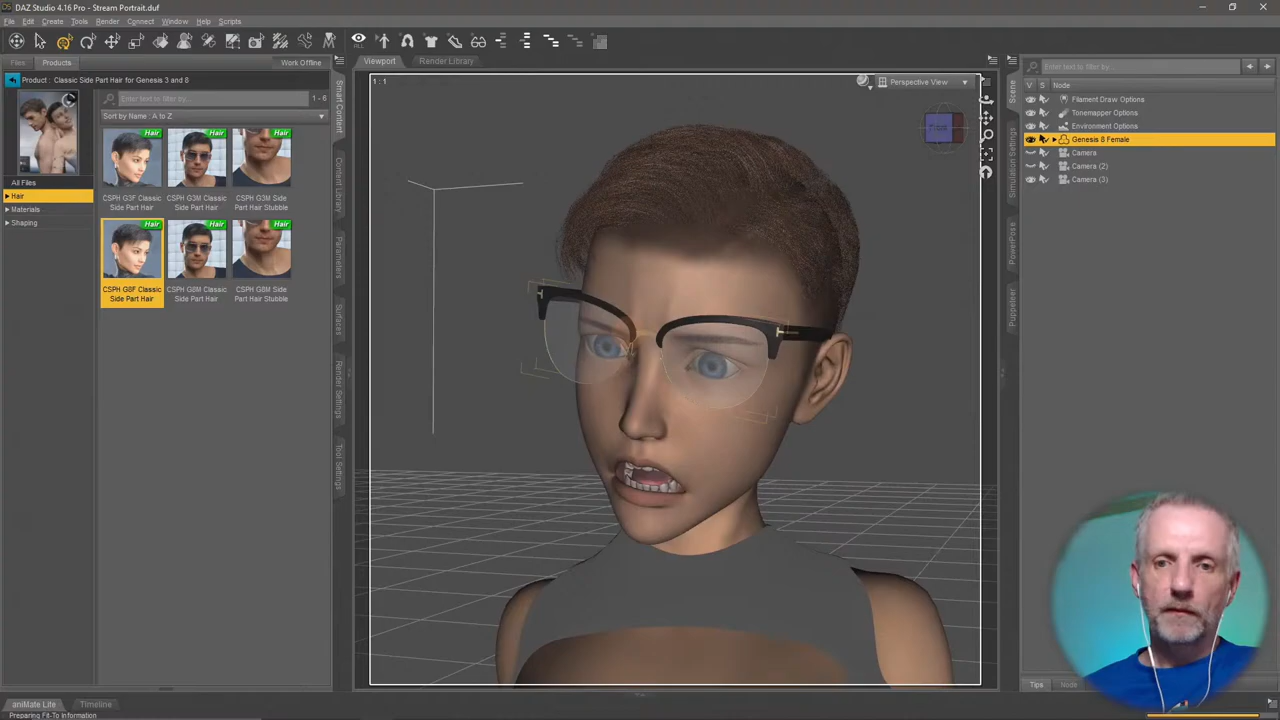 DAZ Studio 4.16 Pro - Stream Portrait.duf
File Edit Create Tools Render Connect Window Help Scripts
ALL
Files Products Work Offline
Product : Classic Side Part Hair for Genesis 3 and 8
Enter text to filter by... 1 - 6
Sort by Name : A to Z
All Files
Hair
Materials
Shaping
Hair Hair Hair
CSPH G3F Classic
Side Part Hair
CSPH G3M Classic
Side Part Hair
CSPH G3M Side
Part Hair Stubble
Hair Hair Hair
CSPH G8F Classic
Side Part Hair
CSPH G8M Classic
Side Part Hair
CSPH G8M Side
Part Hair Stubble
Smart Content
Content Library
Parameters
Surfaces
Render Settings
Tool Settings
Viewport Render Library
1 : 1
Perspective View
Scene
Simulation Settings
PowerPose
Puppeteer
Enter text to filter by...
V S Node
Filament Draw Options
Tonemapper Options
Environment Options
Genesis 8 Female
Camera
Camera (2)
Camera (3)
Tips Node
aniMate Lite Timeline
Preparing Fit-To Information